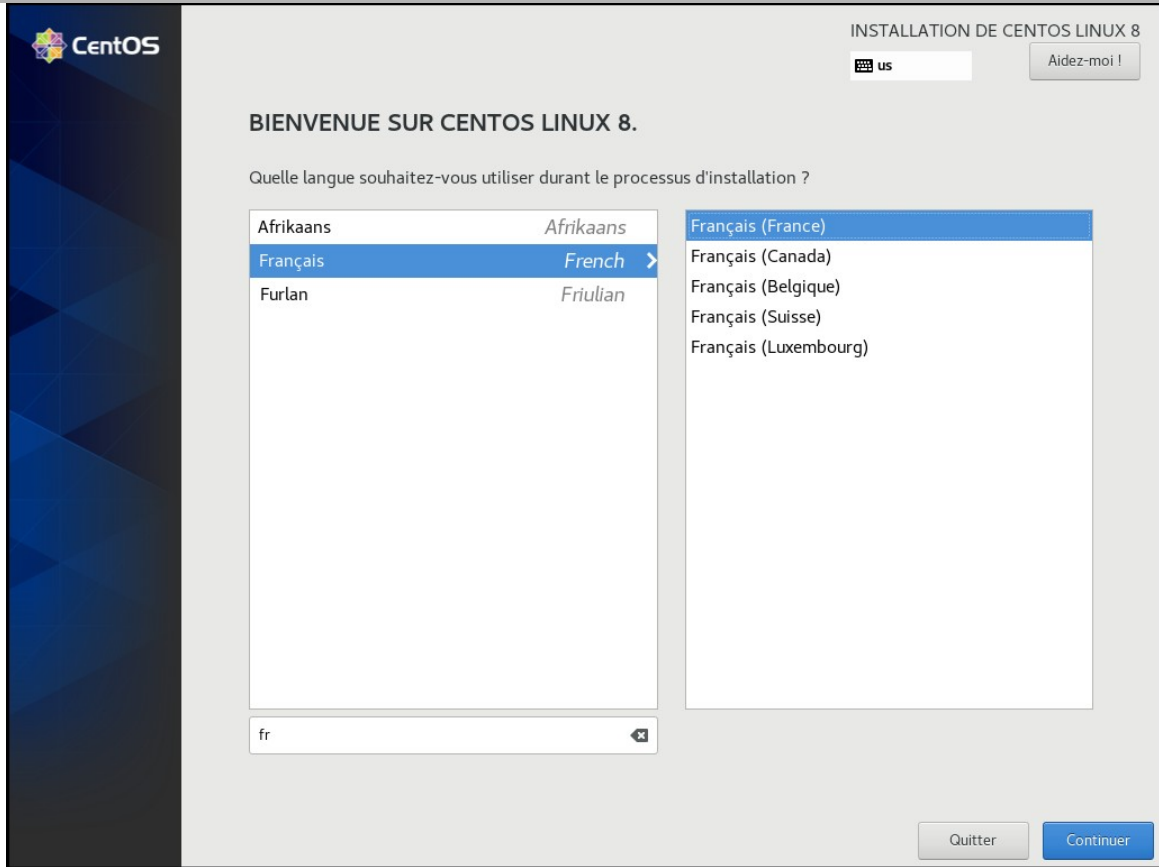 CentOS
INSTALLATION DE CENTOS LINUX 8
us
Aidez-moi !
BIENVENUE SUR CENTOS LINUX 8.
Quelle langue souhaitez-vous utiliser durant le processus d'installation ?
Afrikaans Afrikaans
Français French
Furlan Friulian
Français (France)
Français (Canada)
Français (Belgique)
Français (Suisse)
Français (Luxembourg)
fr
Quitter
Continuer